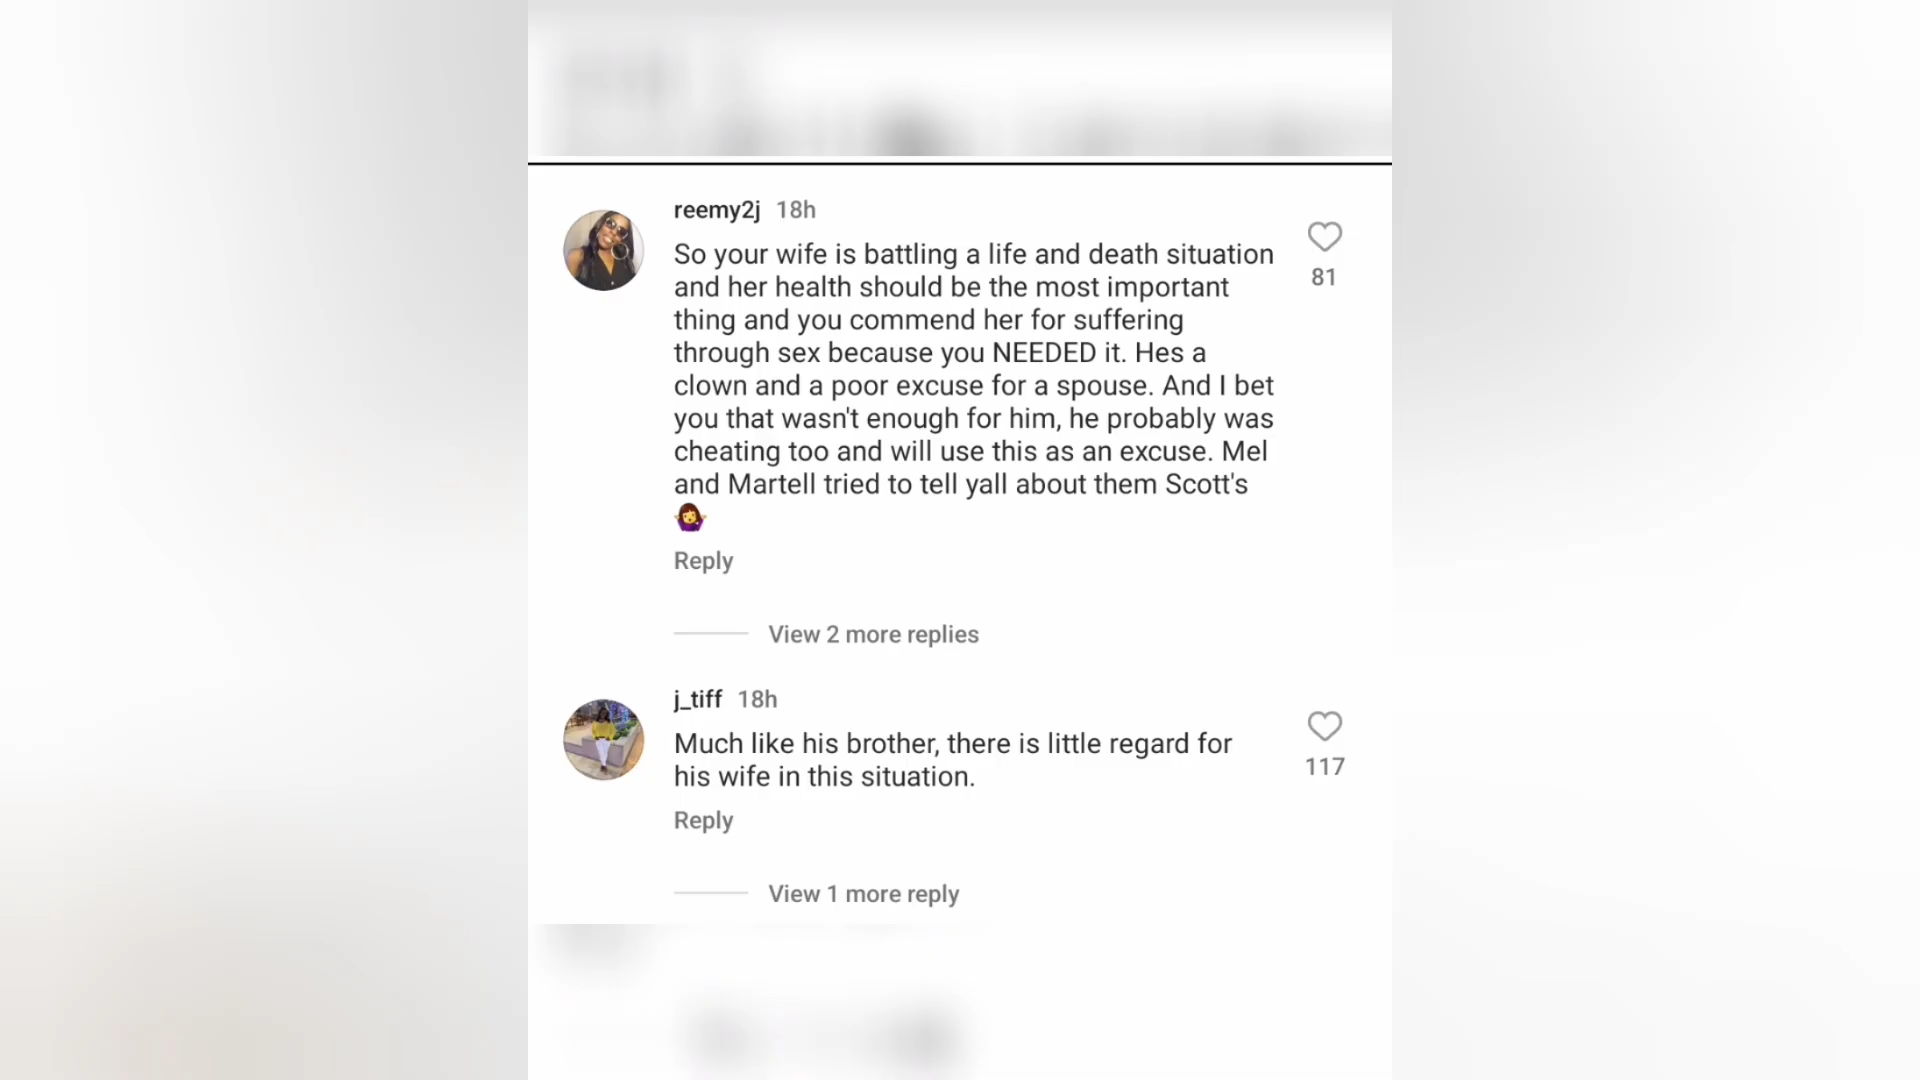 reemy2j 18h
So your wife is battling a life and death situation
and her health should be the most important
thing and you commend her for suffering
through sex because you NEEDED it. Hes a
clown and a poor excuse for a spouse. And I bet
you that wasn't enough for him, he probably was
cheating too and will use this as an excuse. Mel
and Martell tried to tell yall about them Scott's
🤷‍♀️
81
Reply
View 2 more replies
j_tiff 18h
Much like his brother, there is little regard for
his wife in this situation.
117
Reply
View 1 more reply